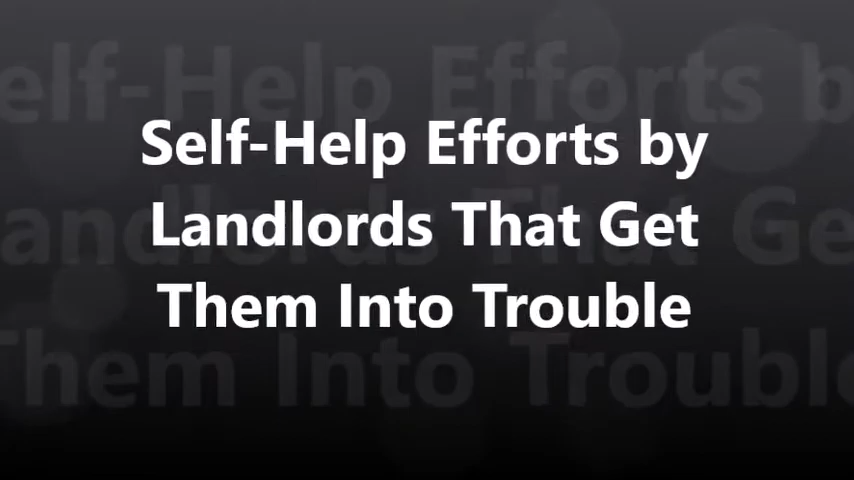 Self-Help Efforts by
Landlords That Get
Them Into Trouble